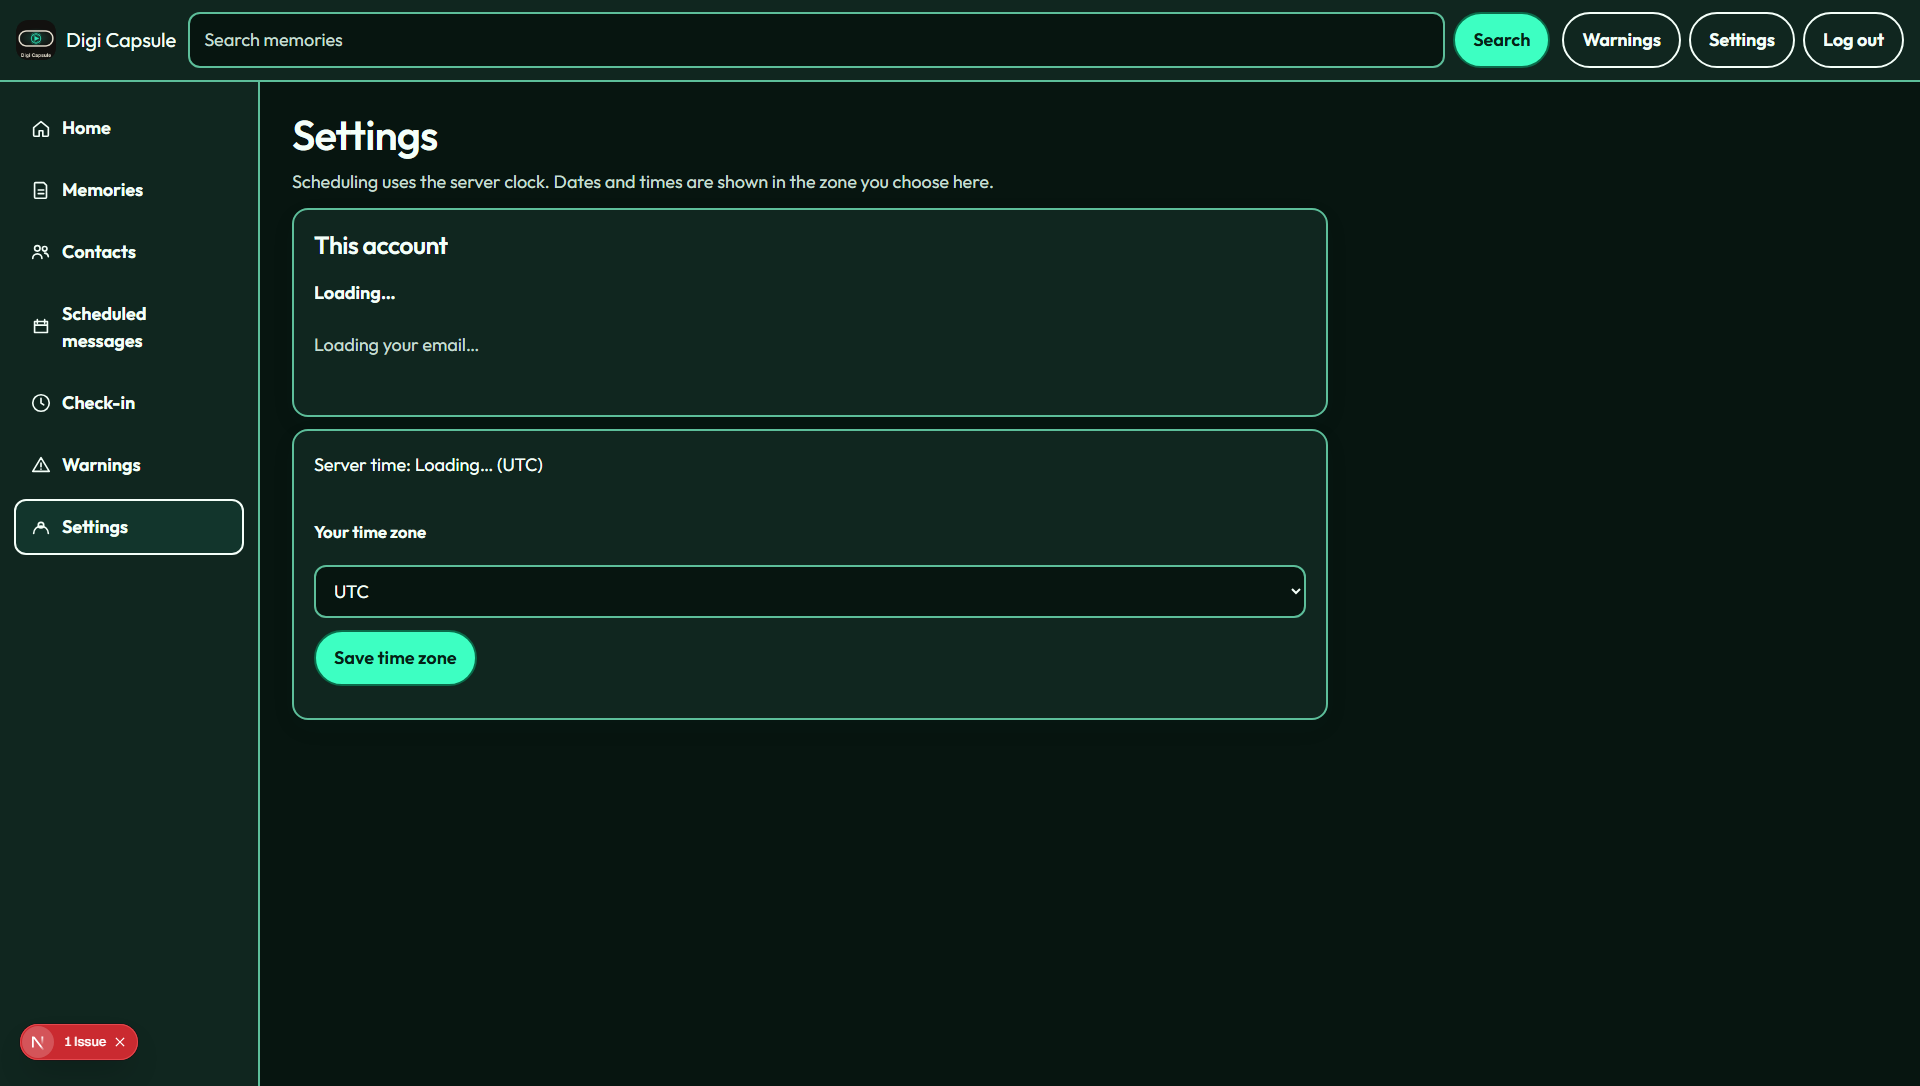 Digi Capsule
Digi Capsule
Search memories
Search
Warnings
Settings
Log out
Home
Memories
Contacts
Scheduled
messages
Check-in
Warnings
Settings
Settings
Scheduling uses the server clock. Dates and times are shown in the zone you choose here.
This account
Loading...
Loading your email...
Server time: Loading... (UTC)
Your time zone
UTC
Save time zone
N
1 Issue